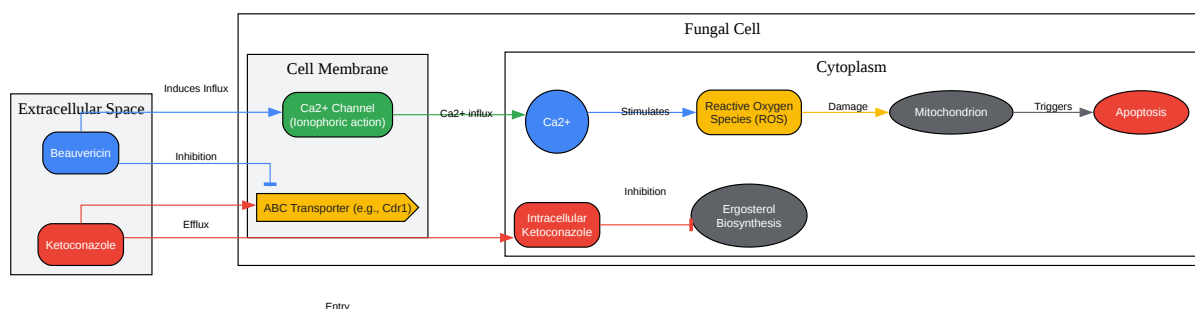 Fungal Cell
Cell Membrane
Cytoplasm
Extracellular Space
Induces Influx
Ca2+ Channel
(Ionophoric action)
Ca2+ influx
Ca2+
Stimulates
Reactive Oxygen
Species (ROS)
Damage
Mitochondrion
Triggers
Apoptosis
Beauvericin
Inhibition
ABC Transporter (e.g., Cdr1)
Efflux
Ketoconazole
Intracellular
Ketoconazole
Inhibition
Ergosterol
Biosynthesis
Entry